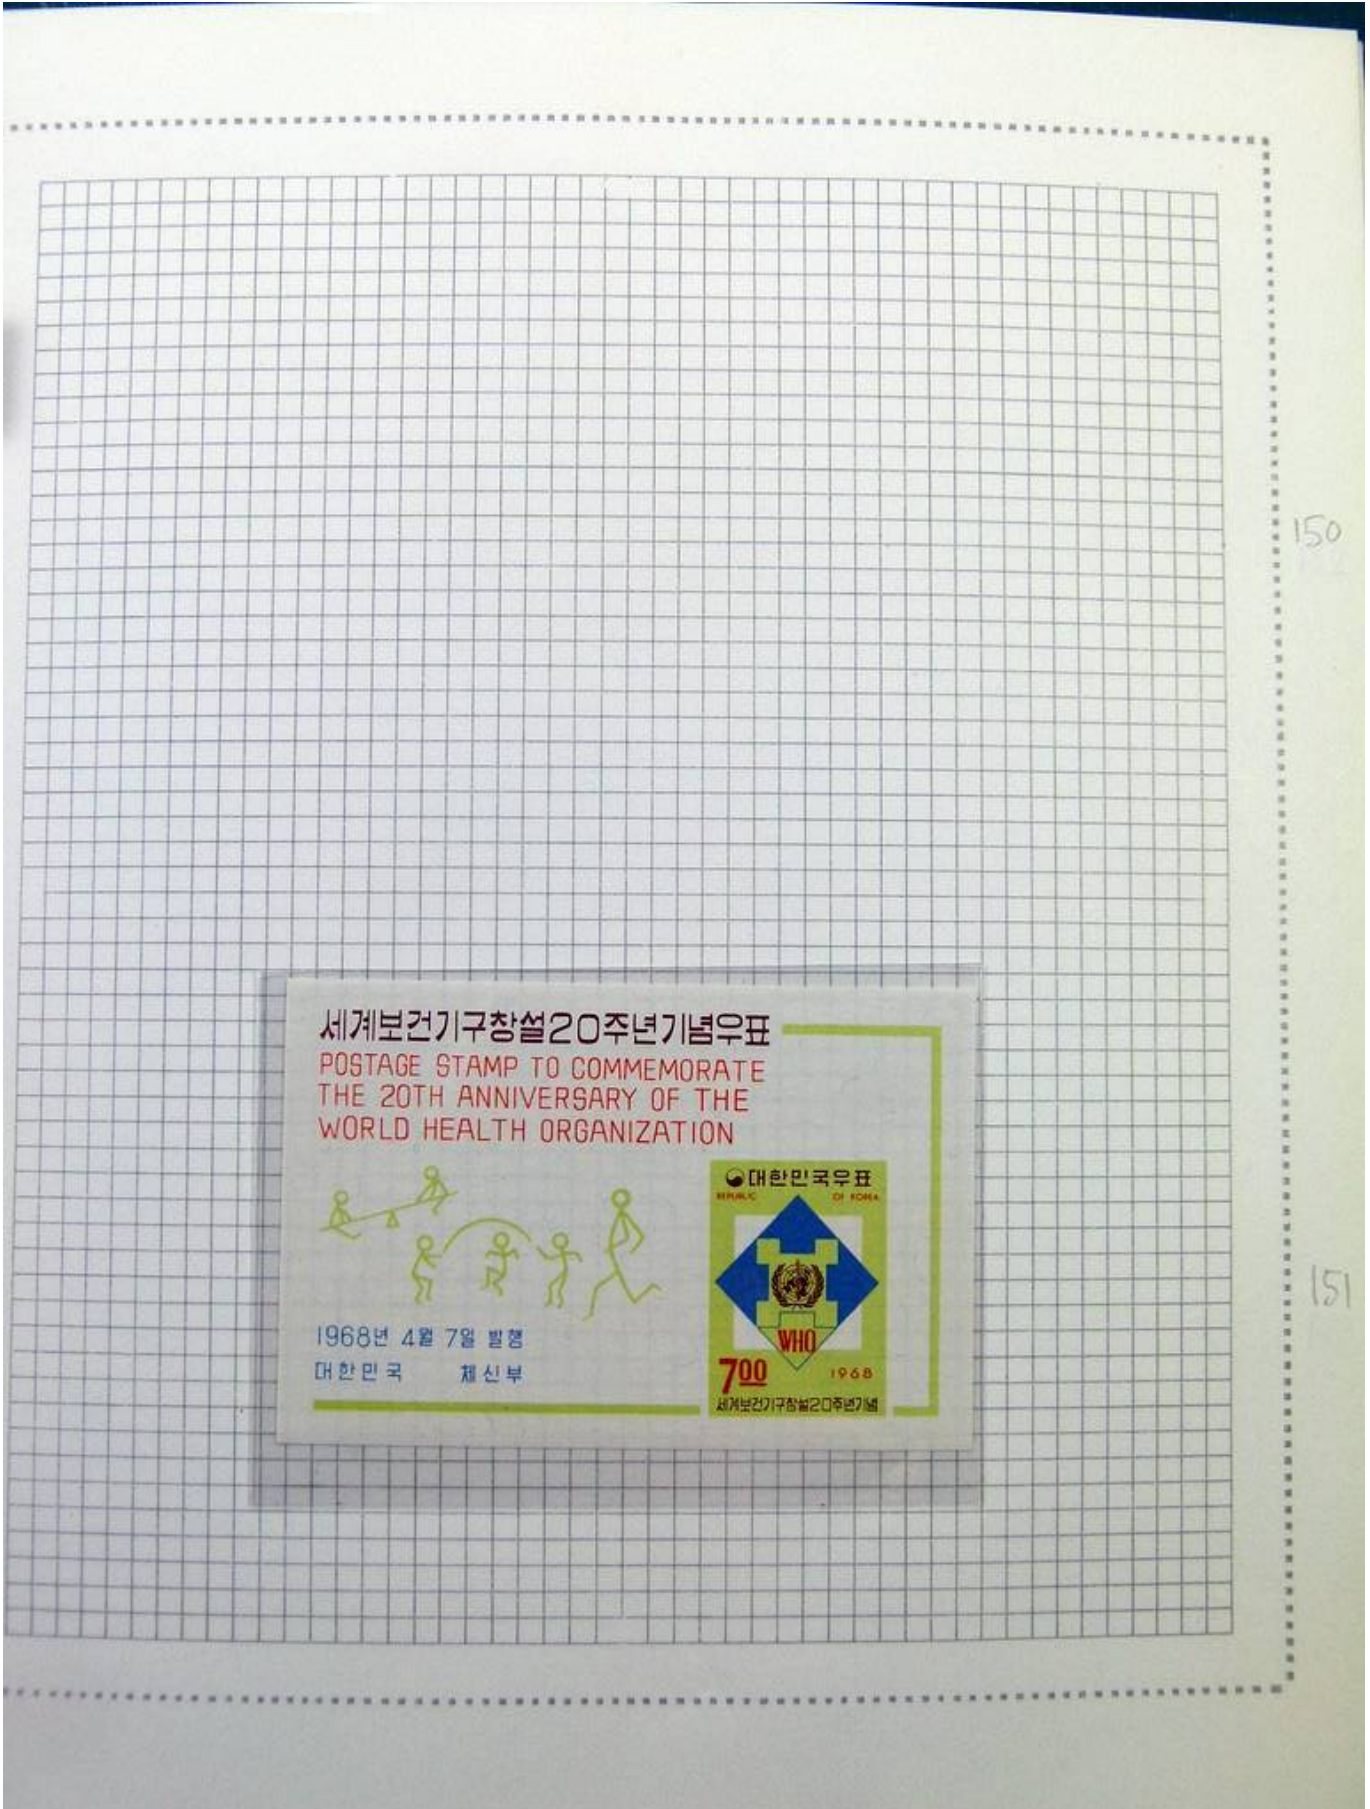 150
세계보건기구창설20주년기념우표
POSTAGE STAMP TO COMMEMORATE
THE 20TH ANNIVERSARY OF THE
WORLD HEALTH ORGANIZATION
대한민국우표
REPUBLIC OF KOREA
WHO
700 1968
세계보건기구창설20주년기념
1968년 4월 7일 발행
대한민국 체신부
151